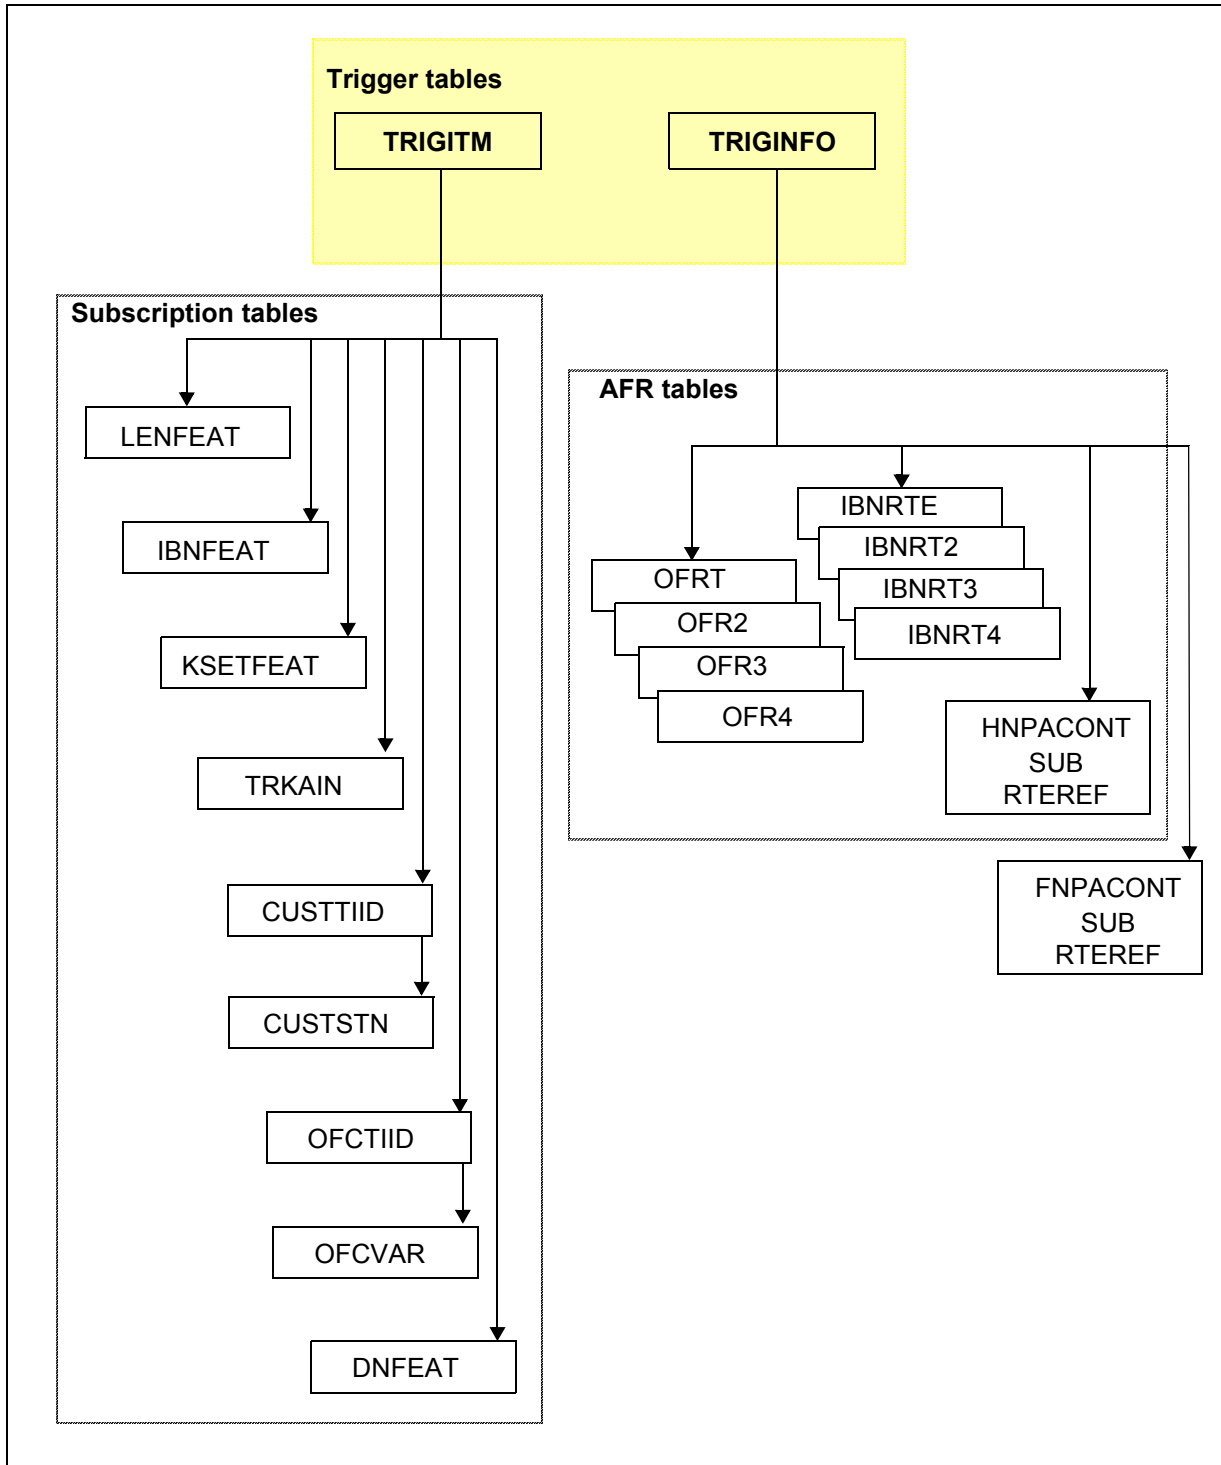 Trigger tables
TRIGITM
TRIGINFO
Subscription tables
LENFEAT
IBNFEAT
KSETFEAT
TRKAIN
CUSTTIID
CUSTSTN
OFCTIID
OFCVAR
DNFEAT
AFR tables
OFRT
OFR2
OFR3
OFR4
IBNRTE
IBNRT2
IBNRT3
IBNRT4
HNPACONT
SUB
RTEREF
FNPACONT
SUB
RTEREF